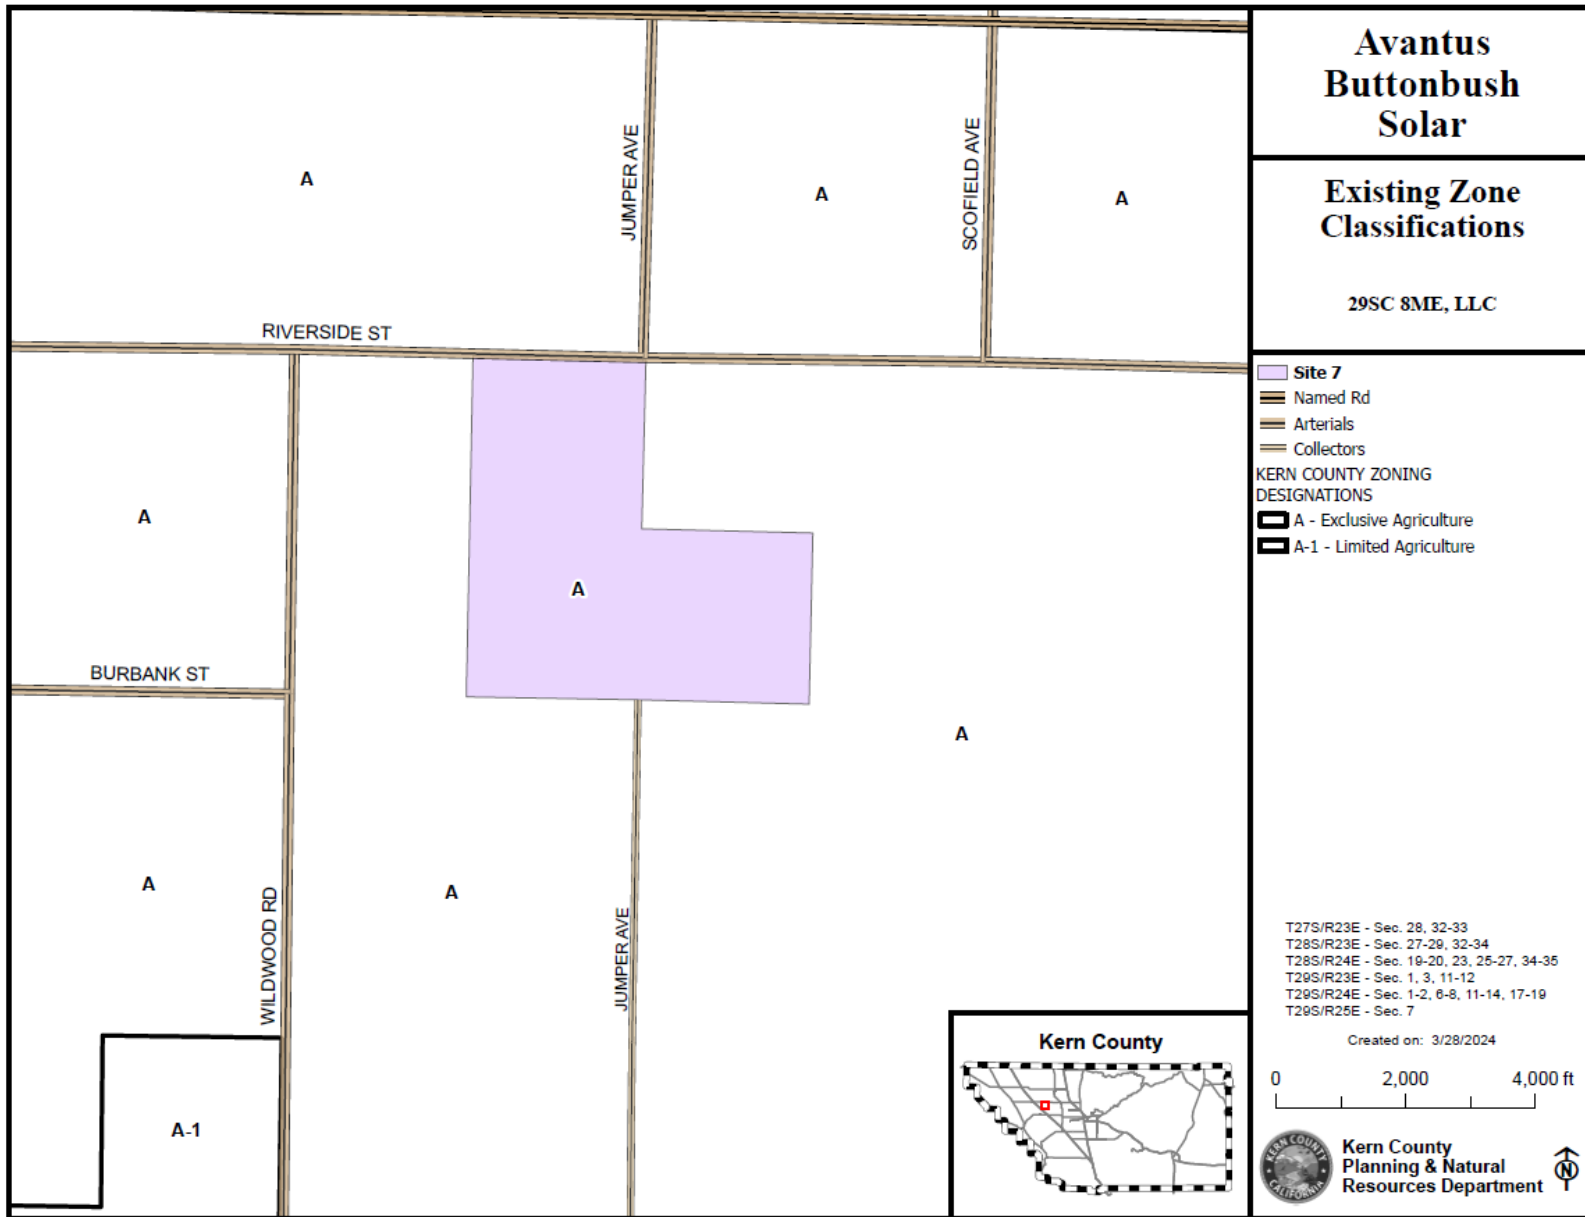 Avantus
Buttonbush
Solar
Existing Zone
Classifications
29SC 8ME, LLC
Site 7
Named Rd
Arterials
Collectors
KERN COUNTY ZONING
DESIGNATIONS
A - Exclusive Agriculture
A-1 - Limited Agriculture
T27S/R23E - Sec. 28, 32-33
T28S/R23E - Sec. 27-29, 32-34
T28S/R24E - Sec. 19-20, 23, 25-27, 34-35
T29S/R23E - Sec. 1, 3, 11-12
T29S/R24E - Sec. 1-2, 6-8, 11-14, 17-19
T29S/R25E - Sec. 7
Created on: 3/28/2024
0 2,000 4,000 ft
KERN COUNTY
CALIFORNIA
Kern County
Planning & Natural
Resources Department
N
A
JUMPER AVE
A
SCOFIELD AVE
A
RIVERSIDE ST
A
A
BURBANK ST
A
A
WILDWOOD RD
A
JUMPER AVE
A-1
Kern County